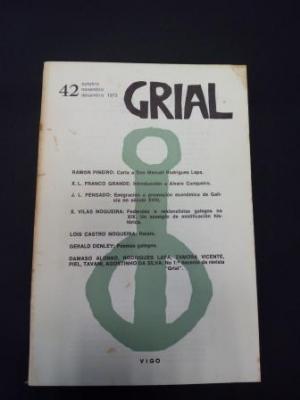 42
outubro
novembro
decembro 1973
GRIAL
RAMON PIÑEIRO: Carta a Don Manuel Rodrigues Lapa.
X. L. FRANCO GRANDE: Introducción a Alvaro Cunqueiro.
J. L. PENSADO: Emigración e promoción económica de Galicia no século XVIII.
X. VILAS NOGUEIRA: Federales e rexionalistas galegos no XIX. Un exemplo de mistificación histórica.
LOIS CASTRO NOGUEIRA: Relato.
GERALD DENLEY: Poemas galegos.
DAMASO ALONSO, RODRIGUES LAPA, ZAMORA VICENTE,
PIEL, TAVANI, AGOSTINHO DA SILVA: No 1.º decenio da revista
"Grial".
VIGO